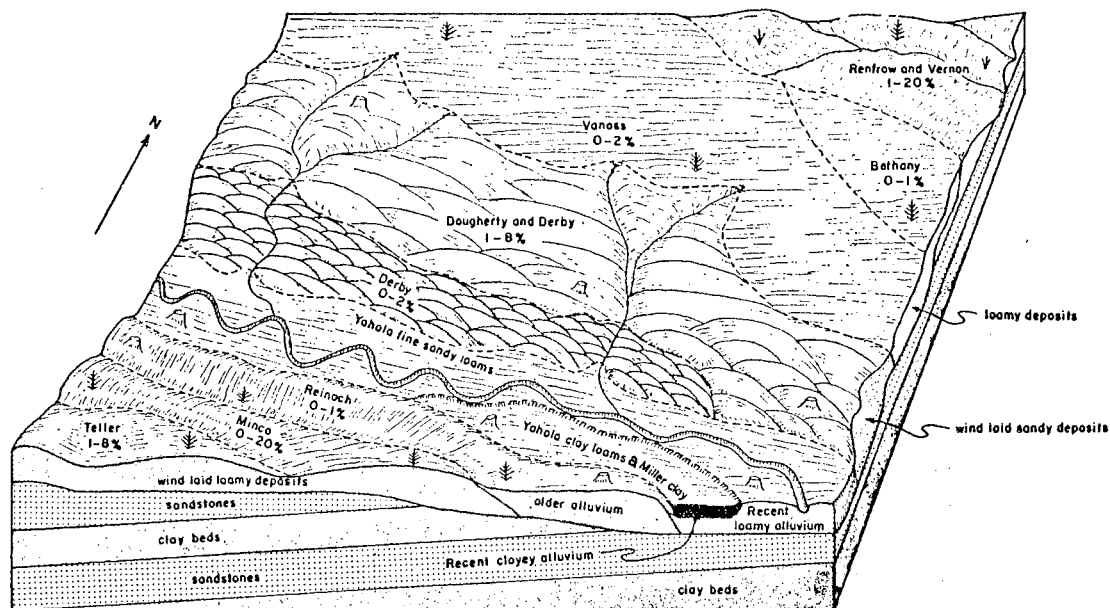 Renfrow and Vernon
1-20%
N
Vanoss
0-2%
Bethany
0-1%
Dougherty and Derby
1-8%
Derby
0-2%
loamy deposits
Yahola fine sandy loams
Reinach
0-1%
Minco
0-20%
Teller
1-8%
Yahola clay loams & Miller clay
wind laid sandy deposits
wind laid loamy deposits
sandstones
older alluvium
Recent
loamy alluvium
clay beds
Recent clayey alluvium
sandstones
clay beds